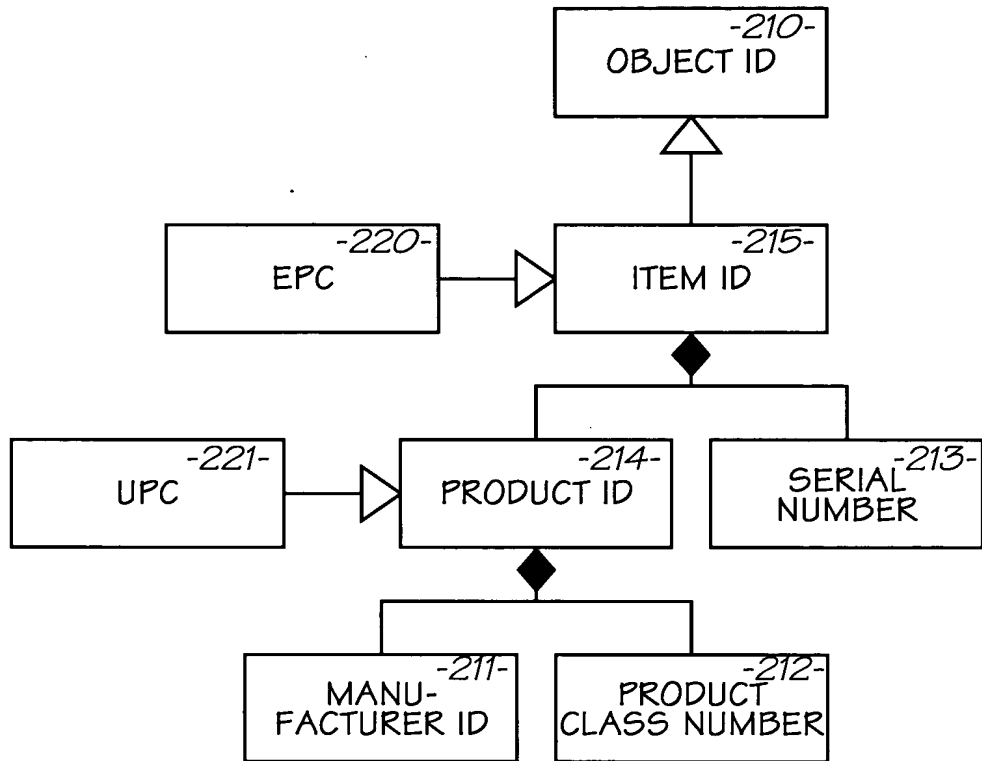 -210-
OBJECT ID
-220-
EPC
-215-
ITEM ID
-221-
UPC
-214-
PRODUCT ID
-213-
SERIAL
NUMBER
-211-
MANU-
FACTURER ID
-212-
PRODUCT
CLASS NUMBER